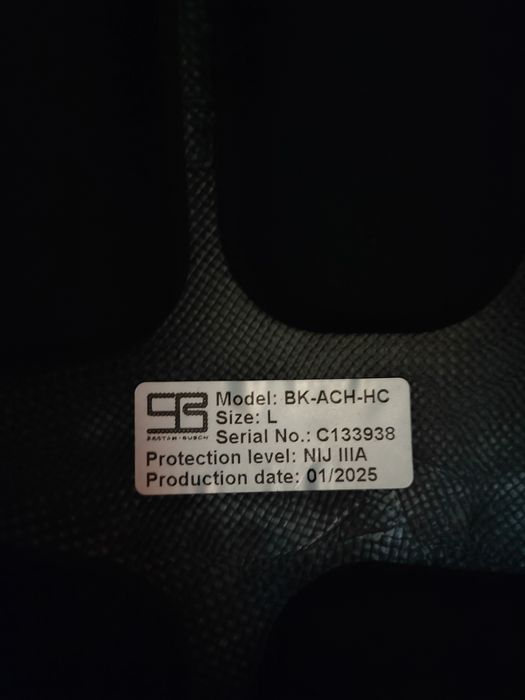 Model: BK-ACH-HC
Size: L
Serial No.: C133938
Protection level: NIJ IIIA
Production date: 01/2025